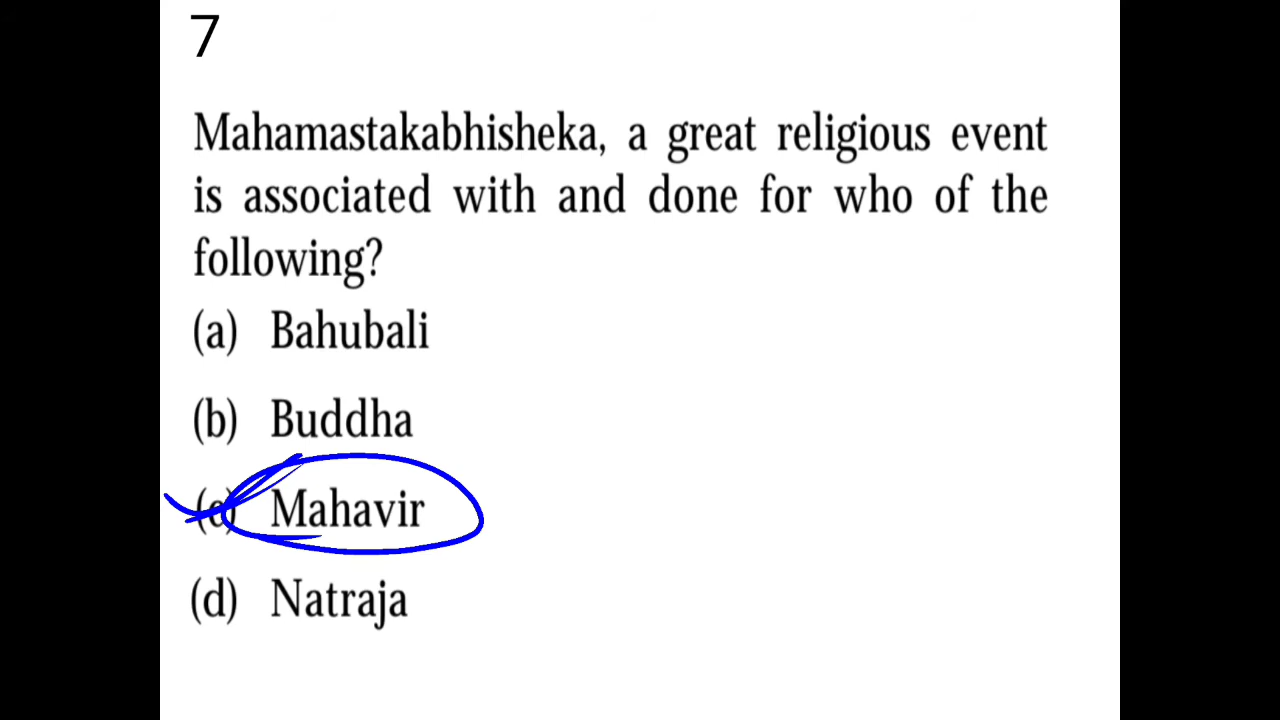 7
Mahamastakabhisheka, a great religious event
is associated with and done for who of the
following?
(a) Bahubali
(b) Buddha
(c) Mahavir
(d) Natraja